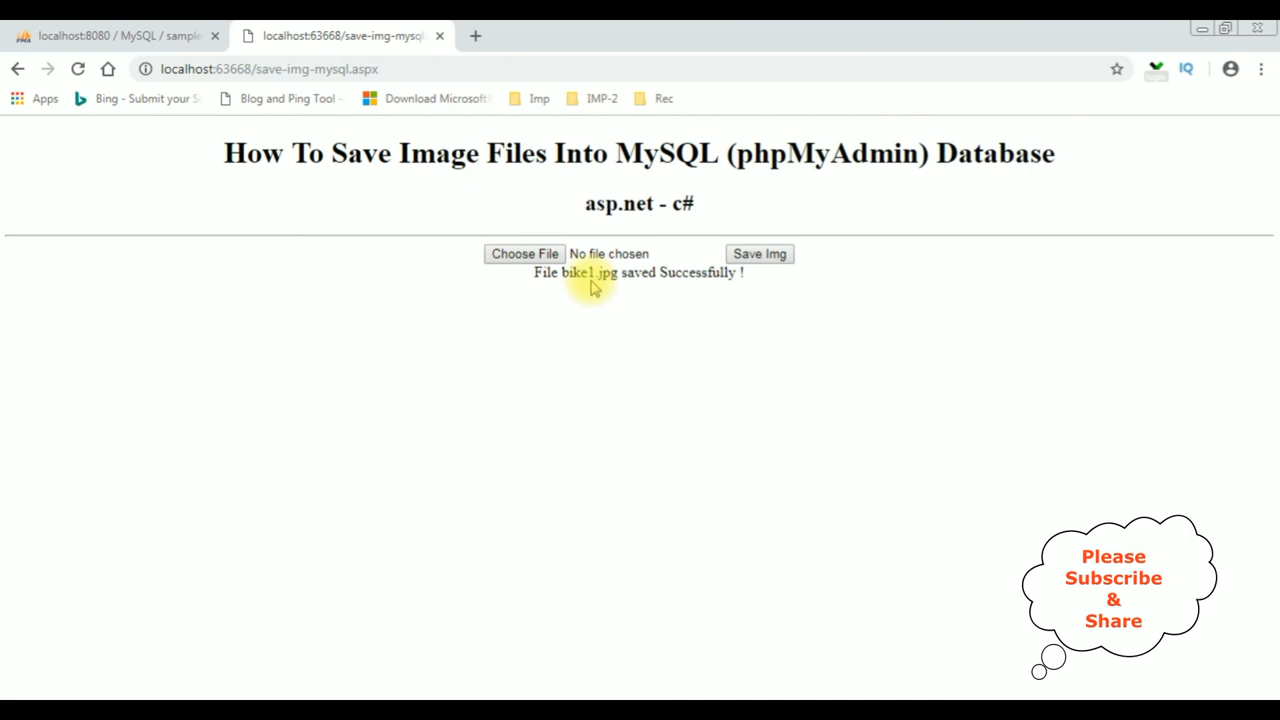 localhost:8080 / MySQL / sample
localhost:63668/save-img-mysql.
localhost:63668/save-img-mysql.aspx
Apps
Bing - Submit your S
Blog and Ping Tool -
Download Microsoft
Imp
IMP-2
Rec
How To Save Image Files Into MySQL (phpMyAdmin) Database
asp.net - c#
Choose File No file chosen Save Img
File bike1.jpg saved Successfully !
Please
Subscribe
&
Share